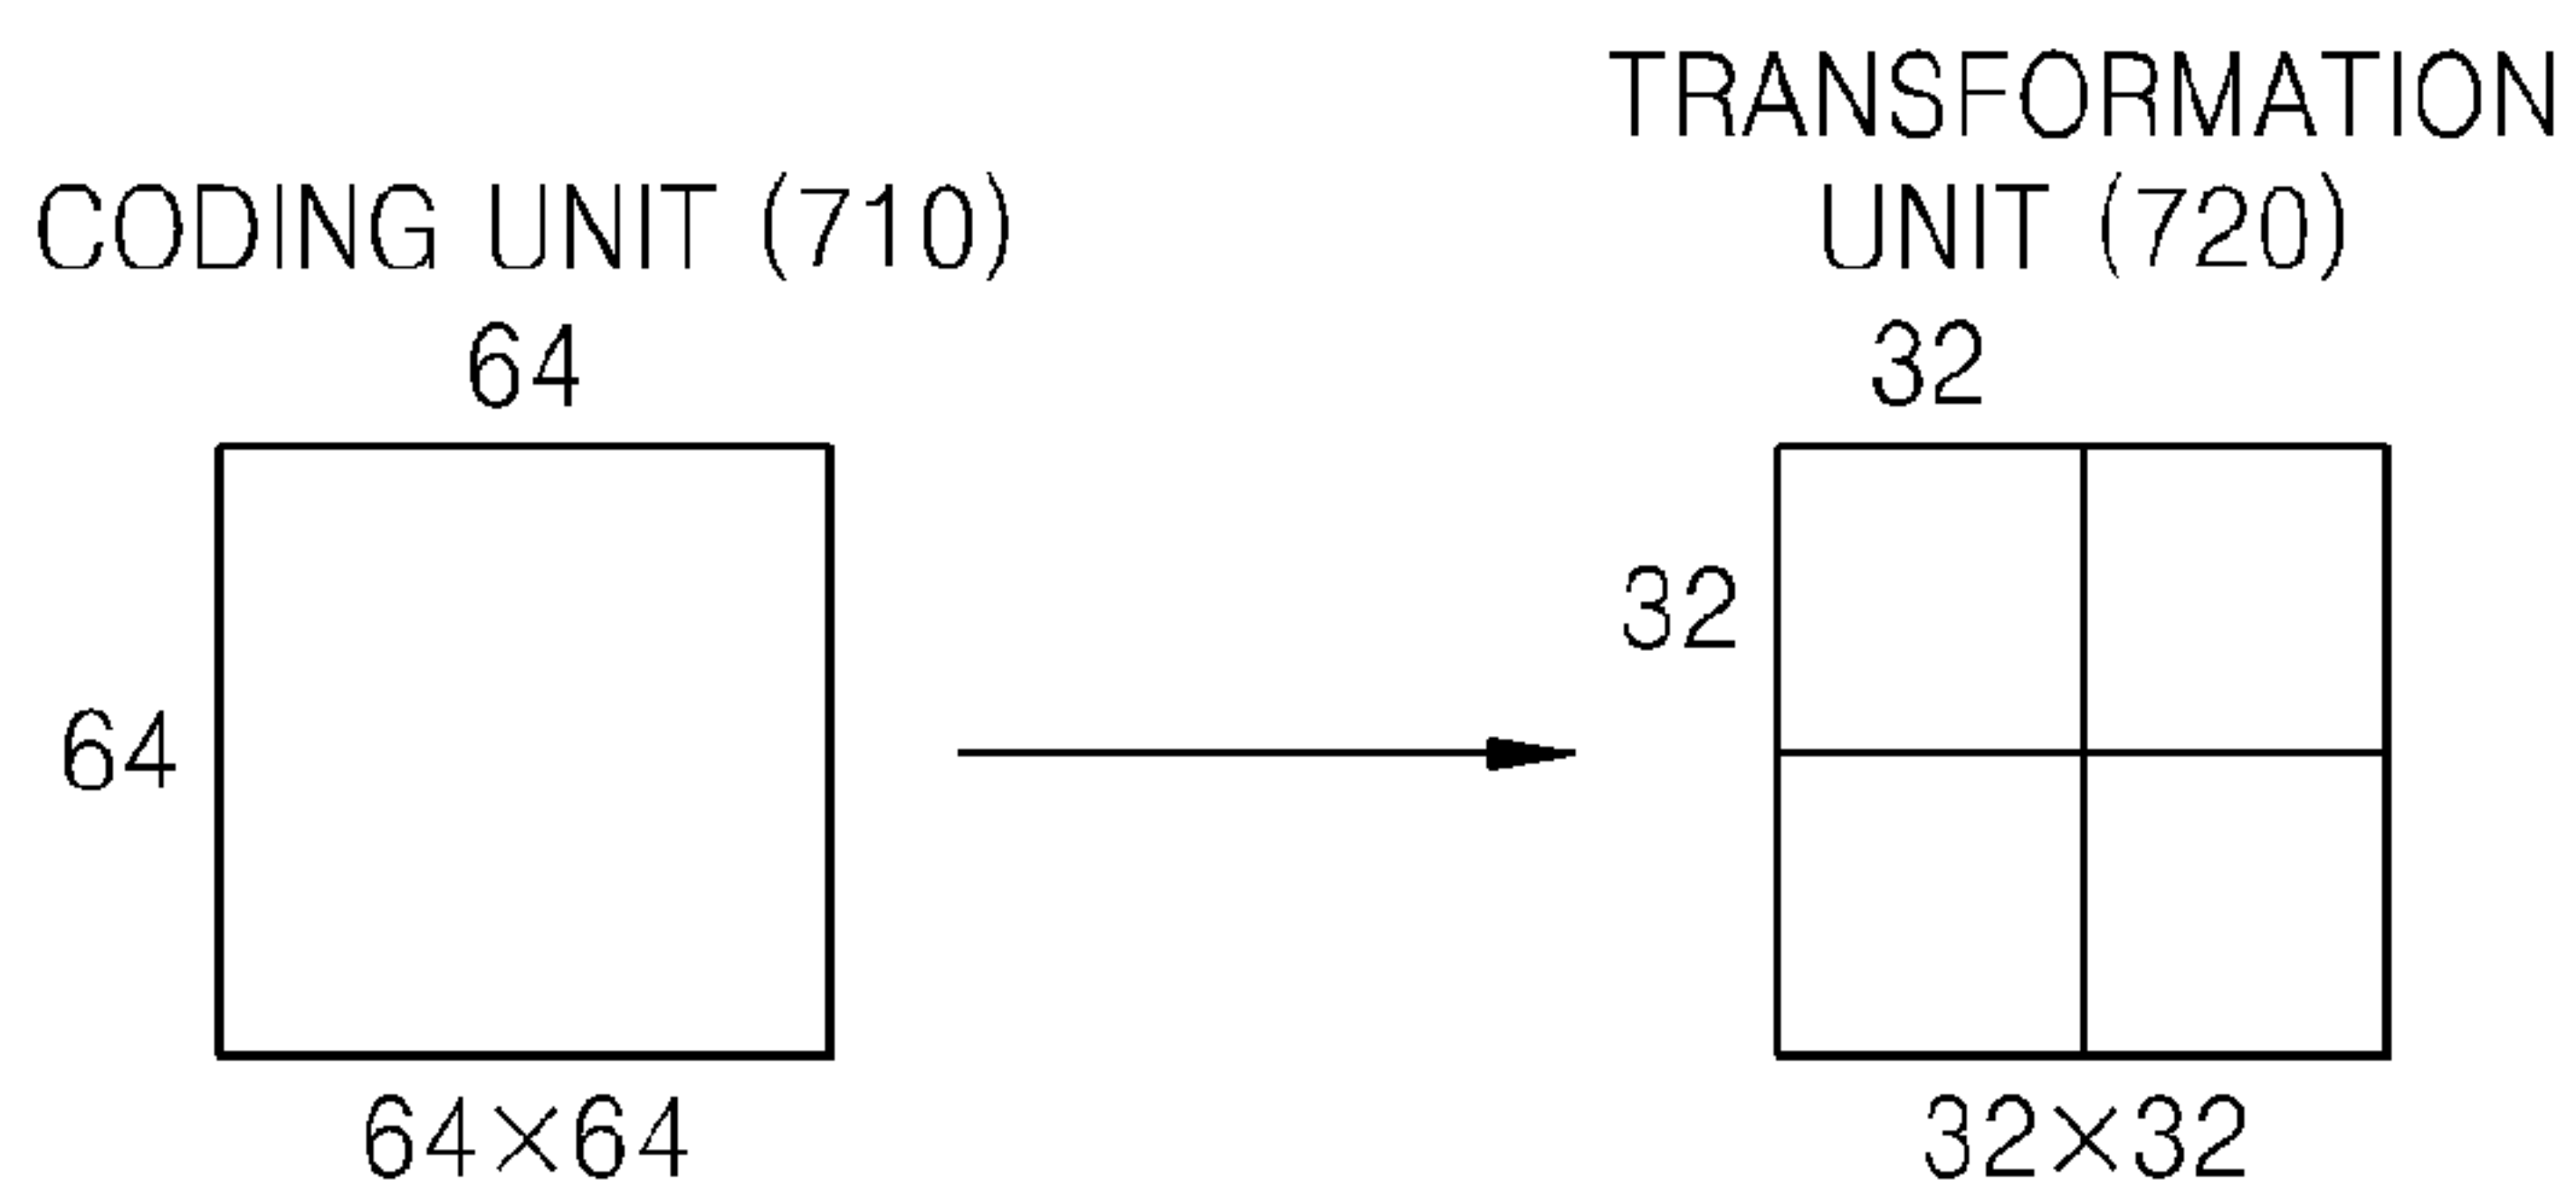 CODING UNIT (710)
64
64
64×64
TRANSFORMATION
UNIT (720)
32
32
32×32